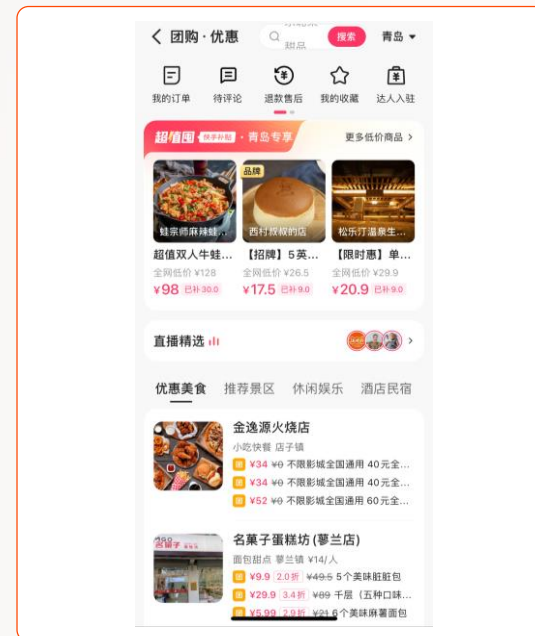 团购·优惠
甜品
搜索
青岛
我的订单
待评论
退款售后
我的收藏
达人入驻
超值囤 快手补贴 · 青岛专享
更多低价商品 >
品牌
蛙宗师麻辣蛙...
西村叔叔的店
松乐汀温泉生...
超值双人牛蛙...
【招牌】5英...
【限时惠】单...
全网低价 ¥128
全网低价 ¥26.5
全网低价 ¥29.9
¥98 已补30.0
¥17.5 已补9.0
¥20.9 已补9.0
直播精选
优惠美食
推荐景区
休闲娱乐
酒店民宿
金逸源火烧店
小吃快餐 店子镇
¥34 ¥0 不限影城全国通用 40元全...
¥34 ¥0 不限影城全国通用 40元全...
¥52 ¥0 不限影城全国通用 60元全...
名菓子蛋糕坊(蓼兰店)
面包甜点 蓼兰镇 ¥14/人
¥9.9 2.0折 ¥49.5 5个美味脏脏包
¥29.9 3.4折 ¥89 千层（五种口味...
¥5.99 2.9折 ¥21 6个美味麻薯面包